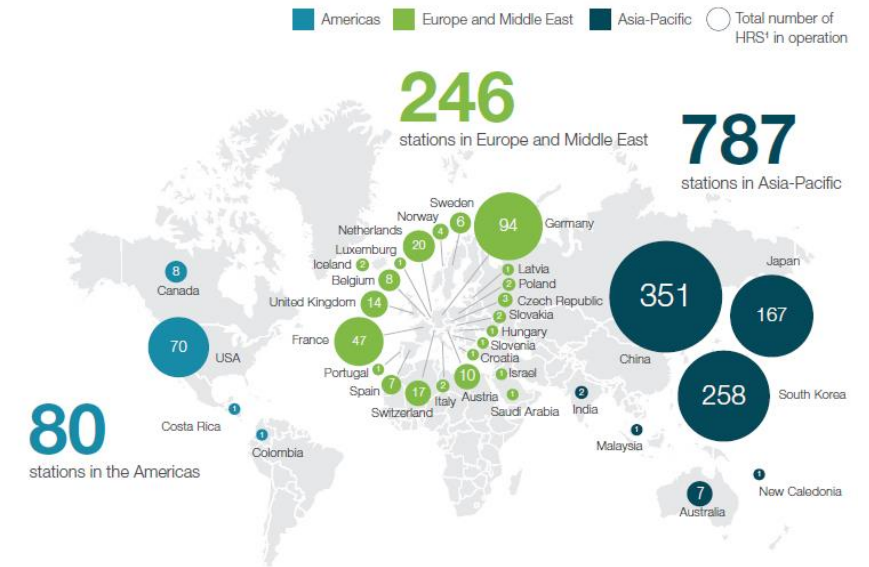 Americas
Europe and Middle East
Asia-Pacific
Total number of
HRS¹ in operation
246
stations in Europe and Middle East
787
stations in Asia-Pacific
Sweden
6
Norway
4
94
Germany
Netherlands
20
Luxemburg
1
Iceland
2
Belgium
8
United Kingdom
14
France
47
Portugal
1
Spain
7
Switzerland
17
Italy
2
Austria
10
Latvia
1
Poland
2
Czech Republic
3
Slovakia
2
Hungary
1
Slovenia
1
Croatia
1
Israel
1
Saudi Arabia
1
8
Canada
70
USA
Costa Rica
1
1
Colombia
80
stations in the Americas
351
China
Japan
167
258
South Korea
2
India
1
Malaysia
1
New Caledonia
7
Australia